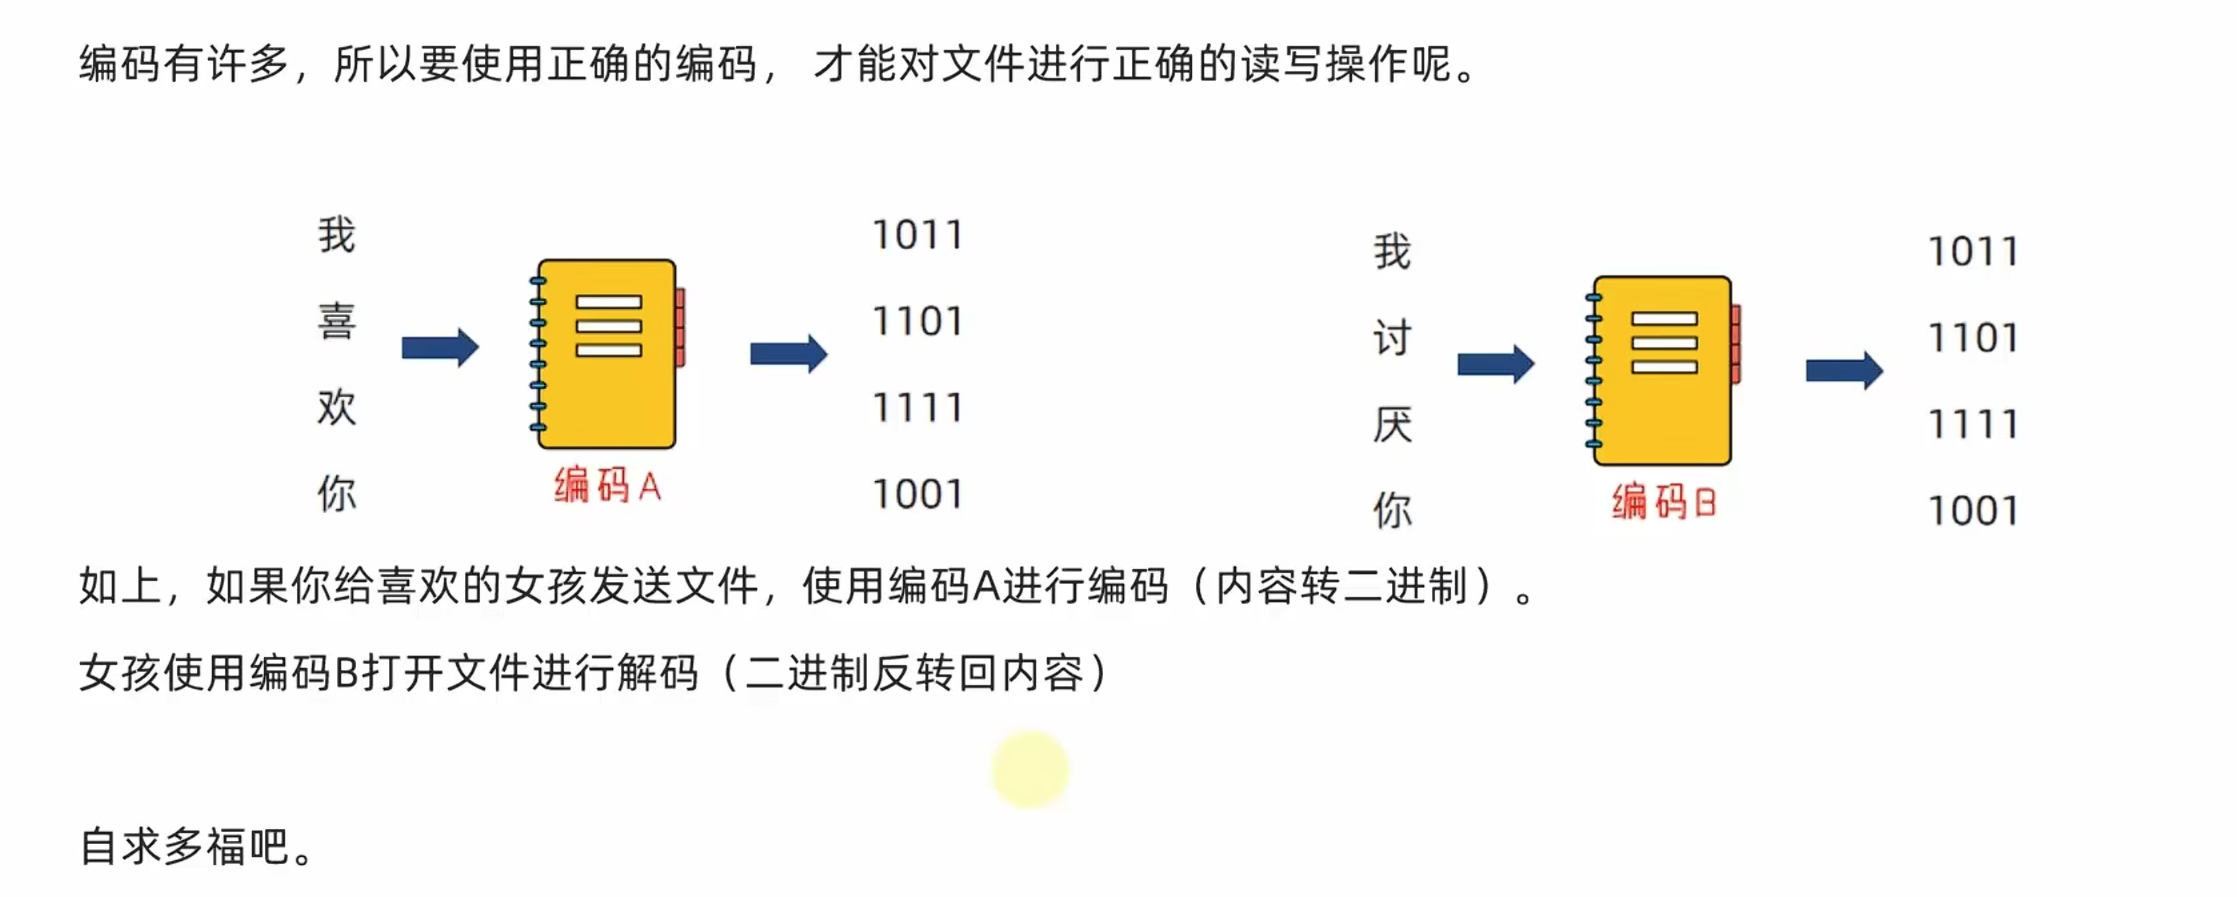 编码有许多，所以要使用正确的编码， 才能对文件进行正确的读写操作呢。
我
喜
欢
你
编码A
1011
1101
1111
1001
我
讨
厌
你
编码B
1011
1101
1111
1001
如上，如果你给喜欢的女孩发送文件，使用编码A进行编码（内容转二进制）。
女孩使用编码B打开文件进行解码（二进制反转回内容）
自求多福吧。